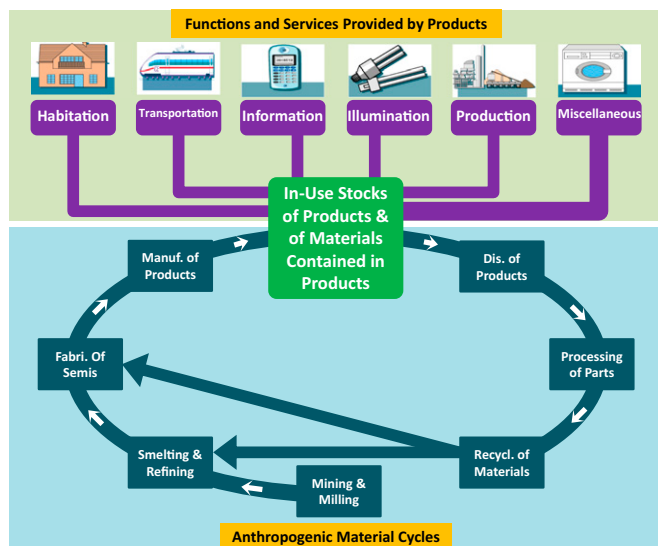 Functions and Services Provided by Products
Habitation
Transportation
Information
Illumination
Production
Miscellaneous
In-Use Stocks
of Products &
of Materials
Contained in
Products
Manuf. of
Products
Dis. of
Products
Fabri. Of
Semis
Processing
of Parts
Smelting &
Refining
Recycl. of
Materials
Mining &
Milling
Anthropogenic Material Cycles